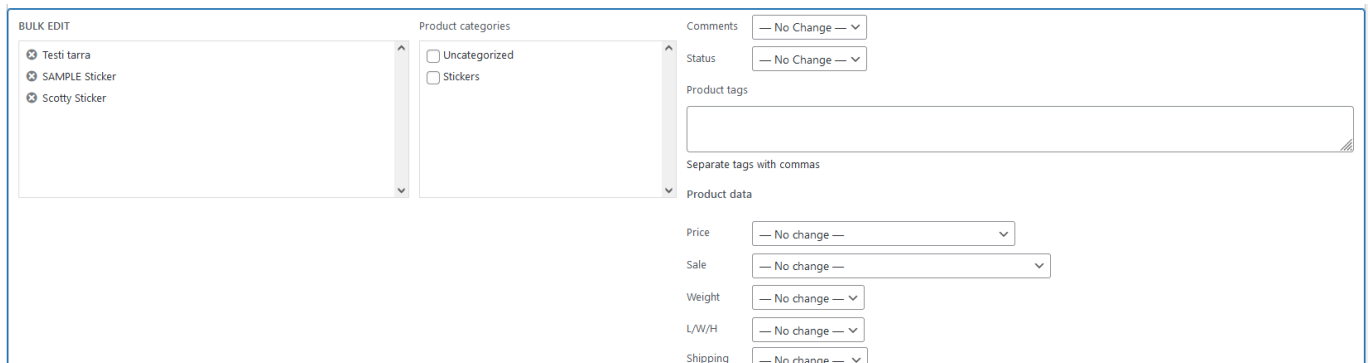 BULK EDIT
Testi tarra
SAMPLE Sticker
Scotty Sticker
Product categories
Uncategorized
Stickers
Comments — No Change —
Status — No Change —
Product tags
Separate tags with commas
Product data
Price — No change —
Sale — No change —
Weight — No change —
L/W/H — No change —
Shipping — No change —